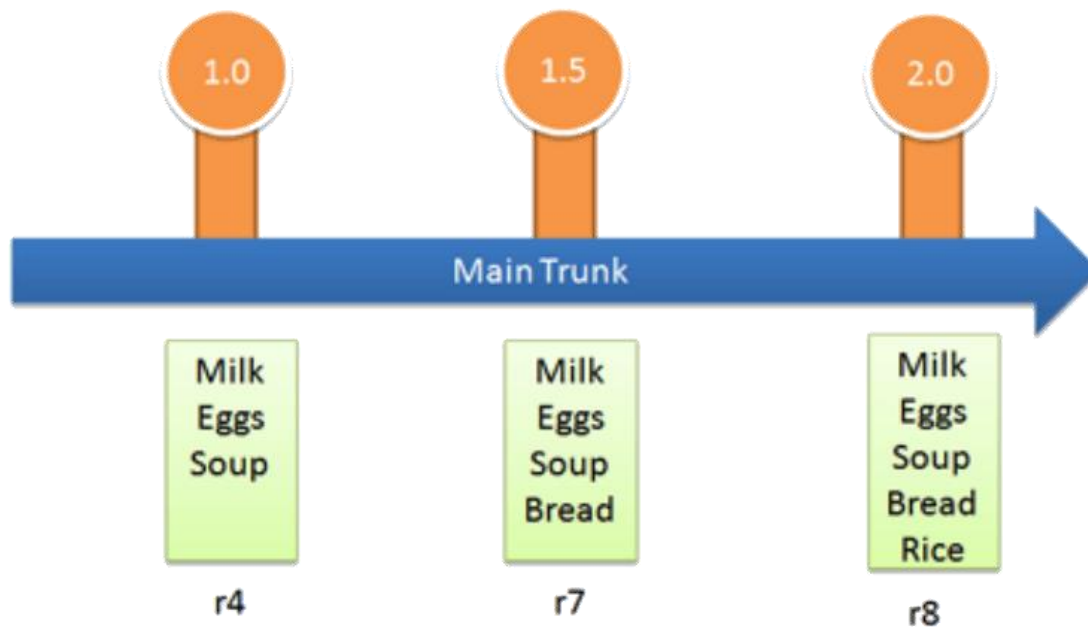 1.0
1.5
2.0
Main Trunk
Milk
Eggs
Soup
r4
Milk
Eggs
Soup
Bread
r7
Milk
Eggs
Soup
Bread
Rice
r8